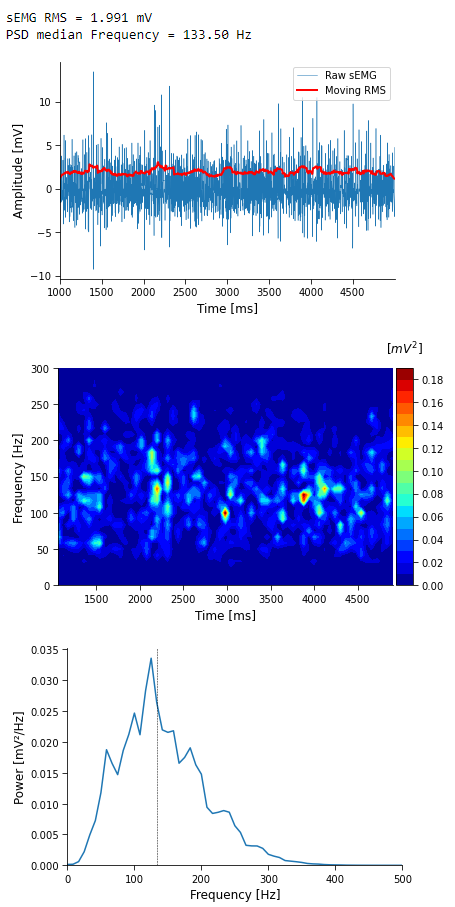 sEMG RMS = 1.991 mV
PSD median Frequency = 133.50 Hz
Raw sEMG
Moving RMS
Amplitude [mV]
10
5
0
−5
−10
1000 1500 2000 2500 3000 3500 4000 4500
Time [ms]
[mV²]
Frequency [Hz]
300
250
200
150
100
50
0
0.18
0.16
0.14
0.12
0.10
0.08
0.06
0.04
0.02
0.00
1500 2000 2500 3000 3500 4000 4500
Time [ms]
Power [mV²/Hz]
0.035
0.030
0.025
0.020
0.015
0.010
0.005
0.000
0 100 200 300 400 500
Frequency [Hz]